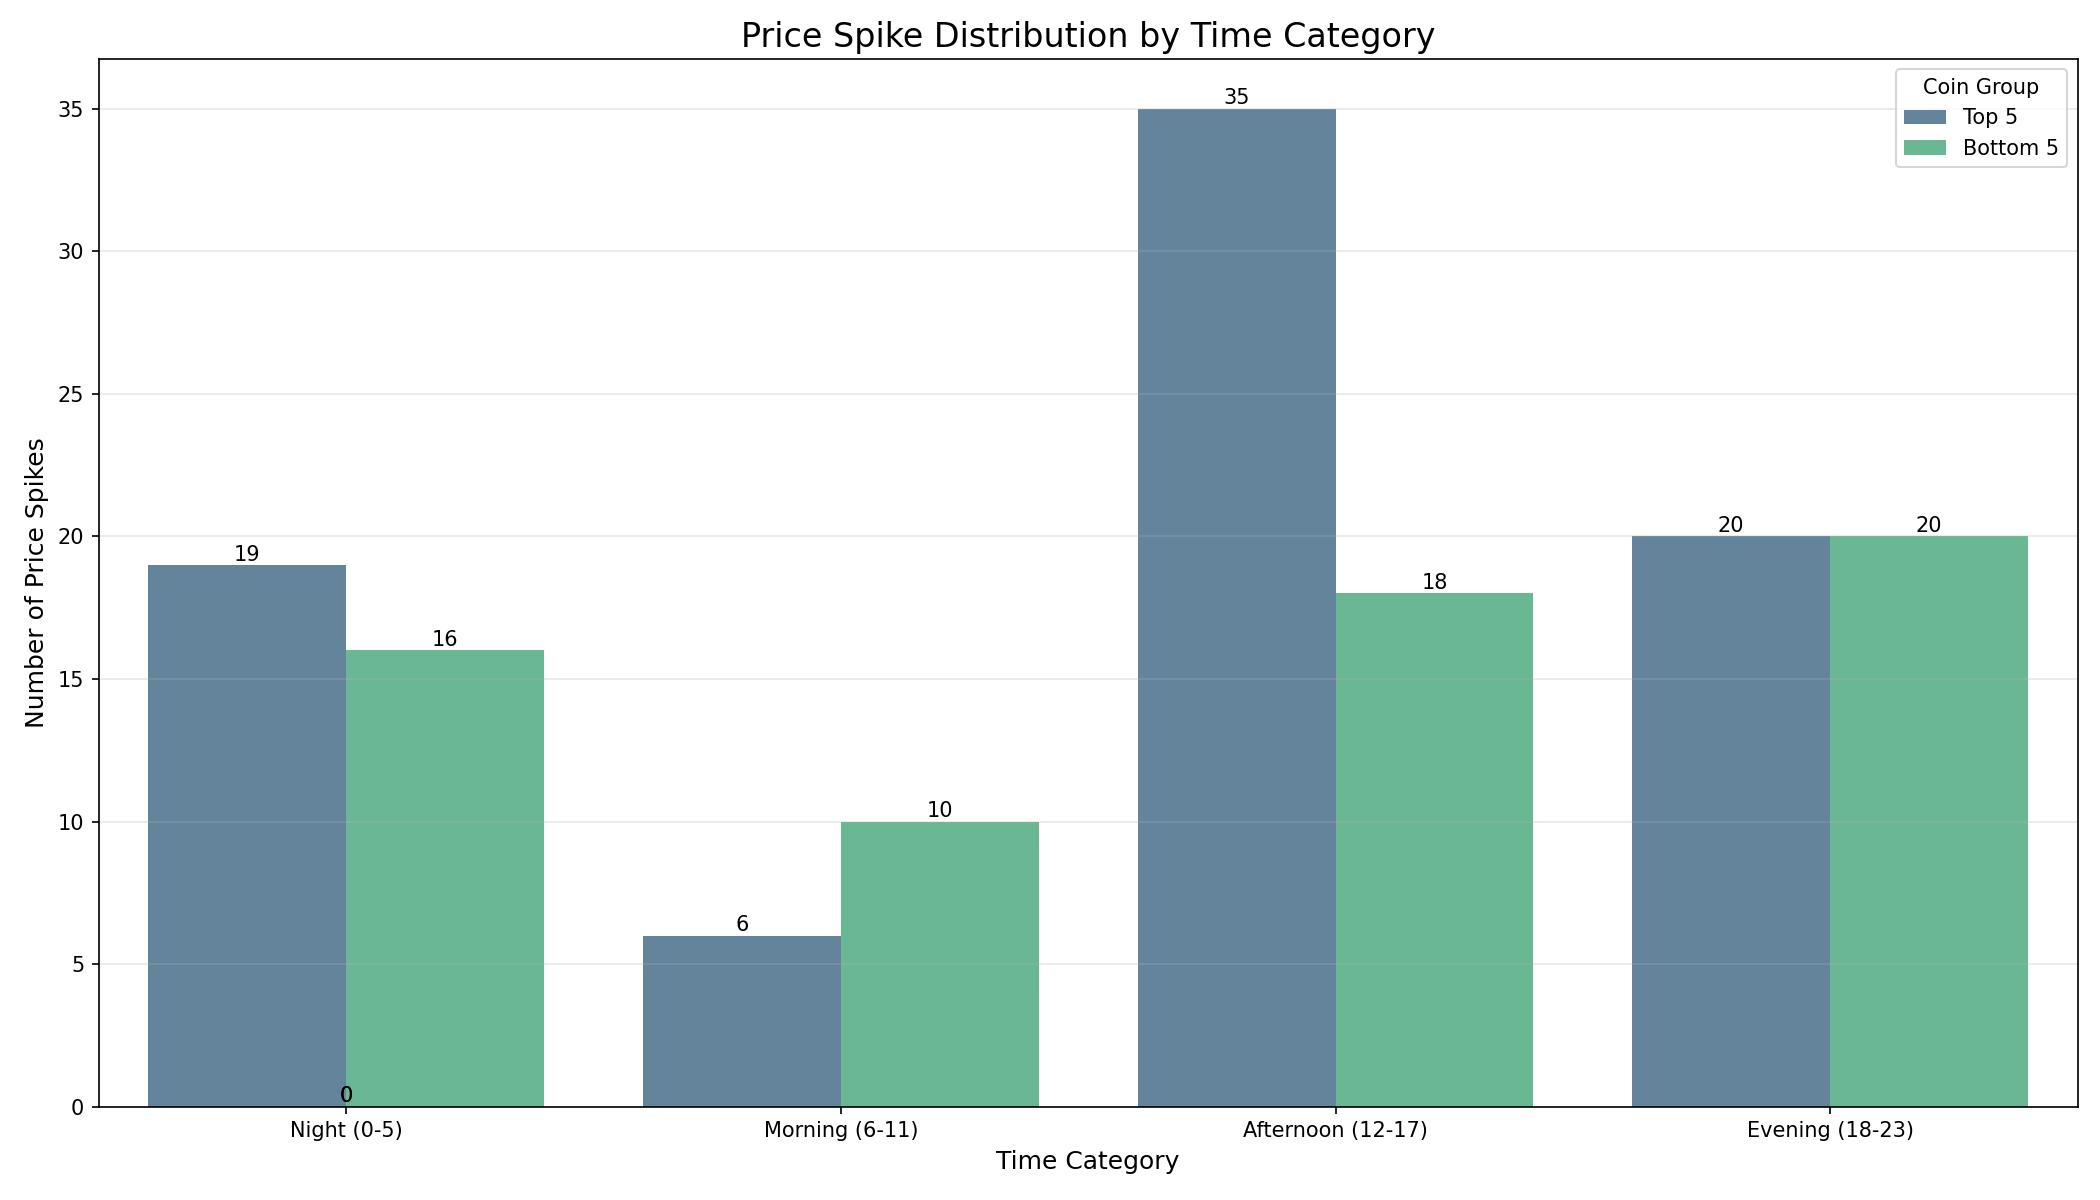 Price Spike Distribution by Time Category
Coin Group
Top 5
Bottom 5
Number of Price Spikes
35
30
25
20
15
10
5
0
19
16
0
6
10
35
18
20
20
Night (0-5)
Morning (6-11)
Afternoon (12-17)
Evening (18-23)
Time Category